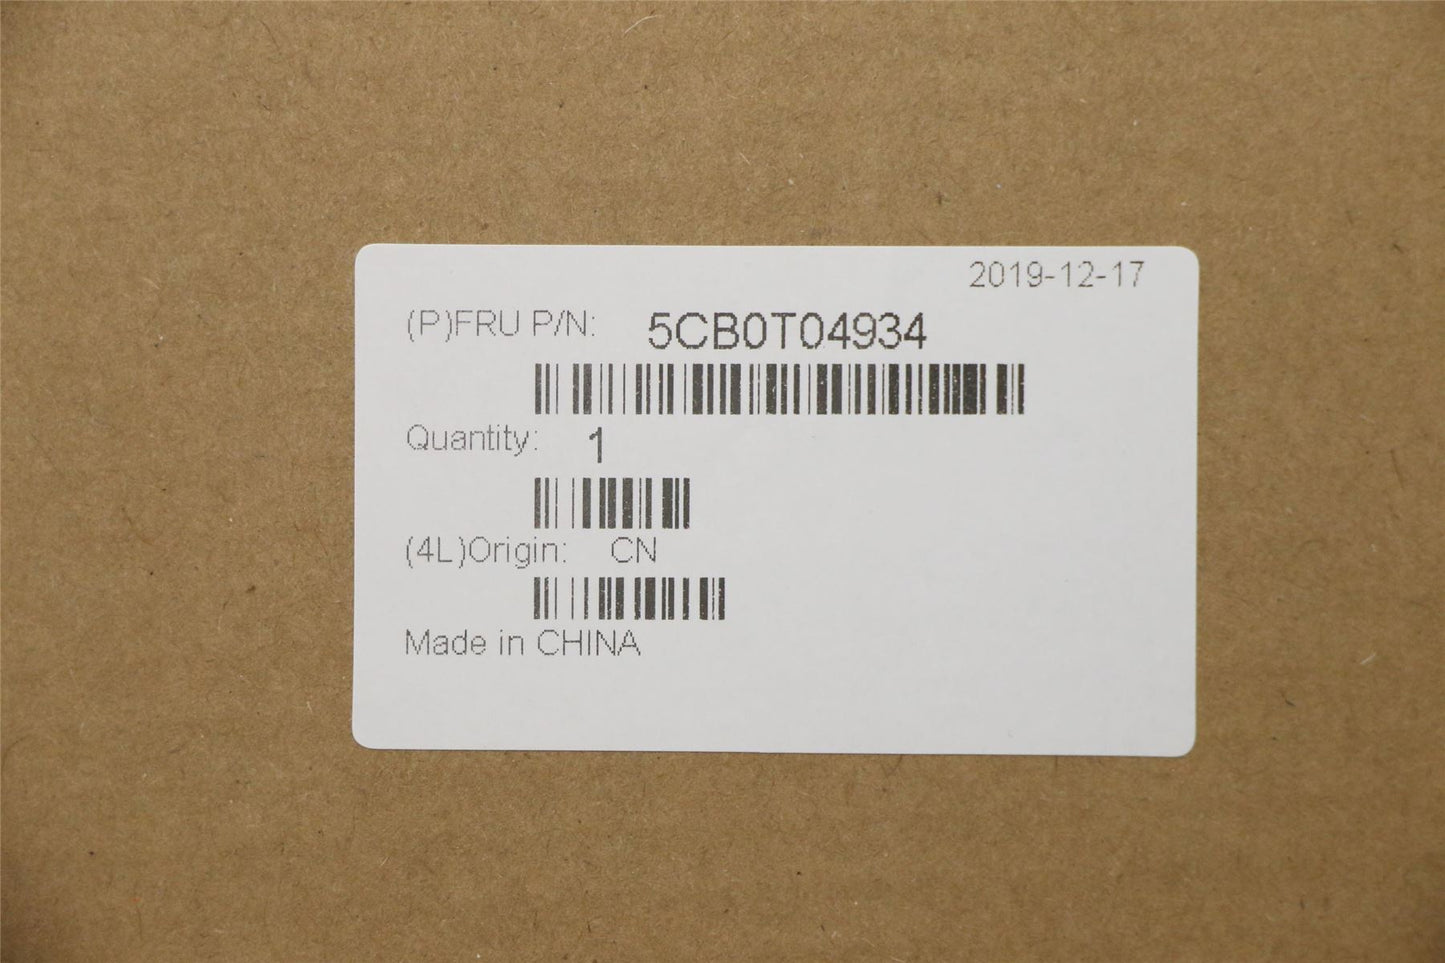 2019-12-17
(P)FRU P/N: 5CB0T04934
Quantity: 1
(4L)Origin: CN
Made in CHINA